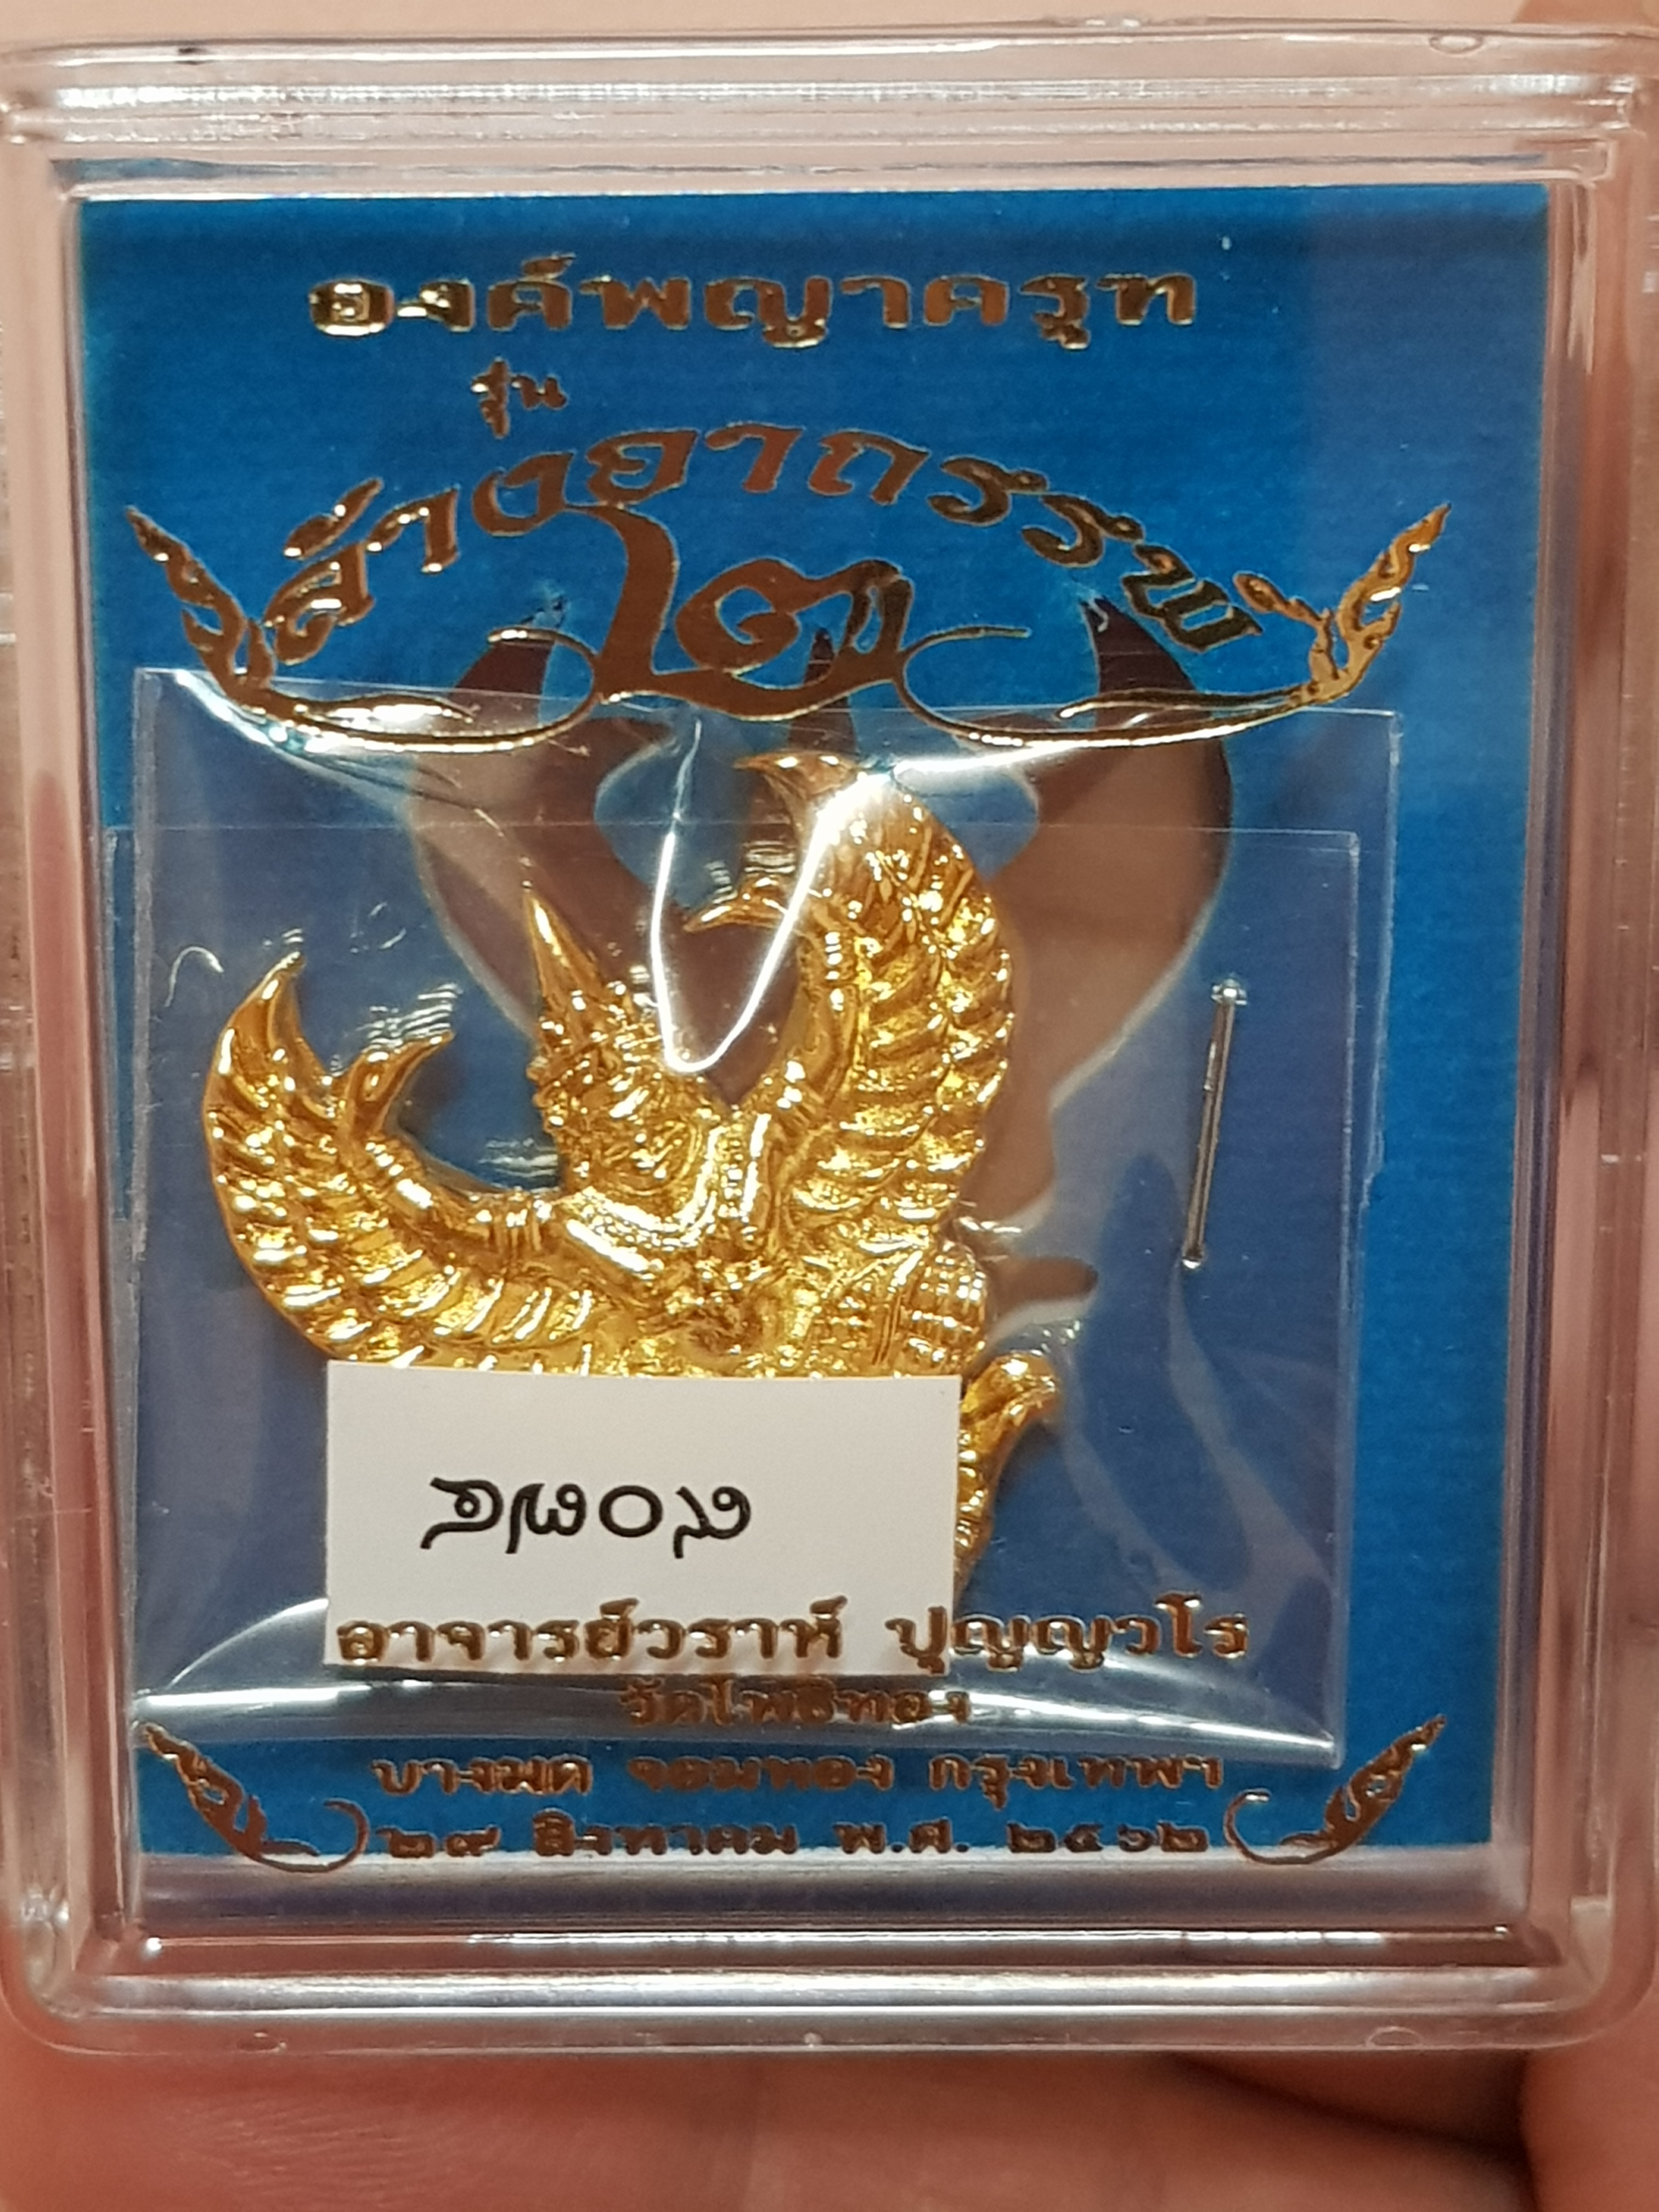 องค์พญาครุฑ
รุ่น
ล้างอาถรรพ์
๒
อาจารย์วราห์ ปุญญวโร
วัดโพธิทอง
บางมด จอมทอง กรุงเทพฯ
๒๙ สิงหาคม พ.ศ. ๒๕๖๒